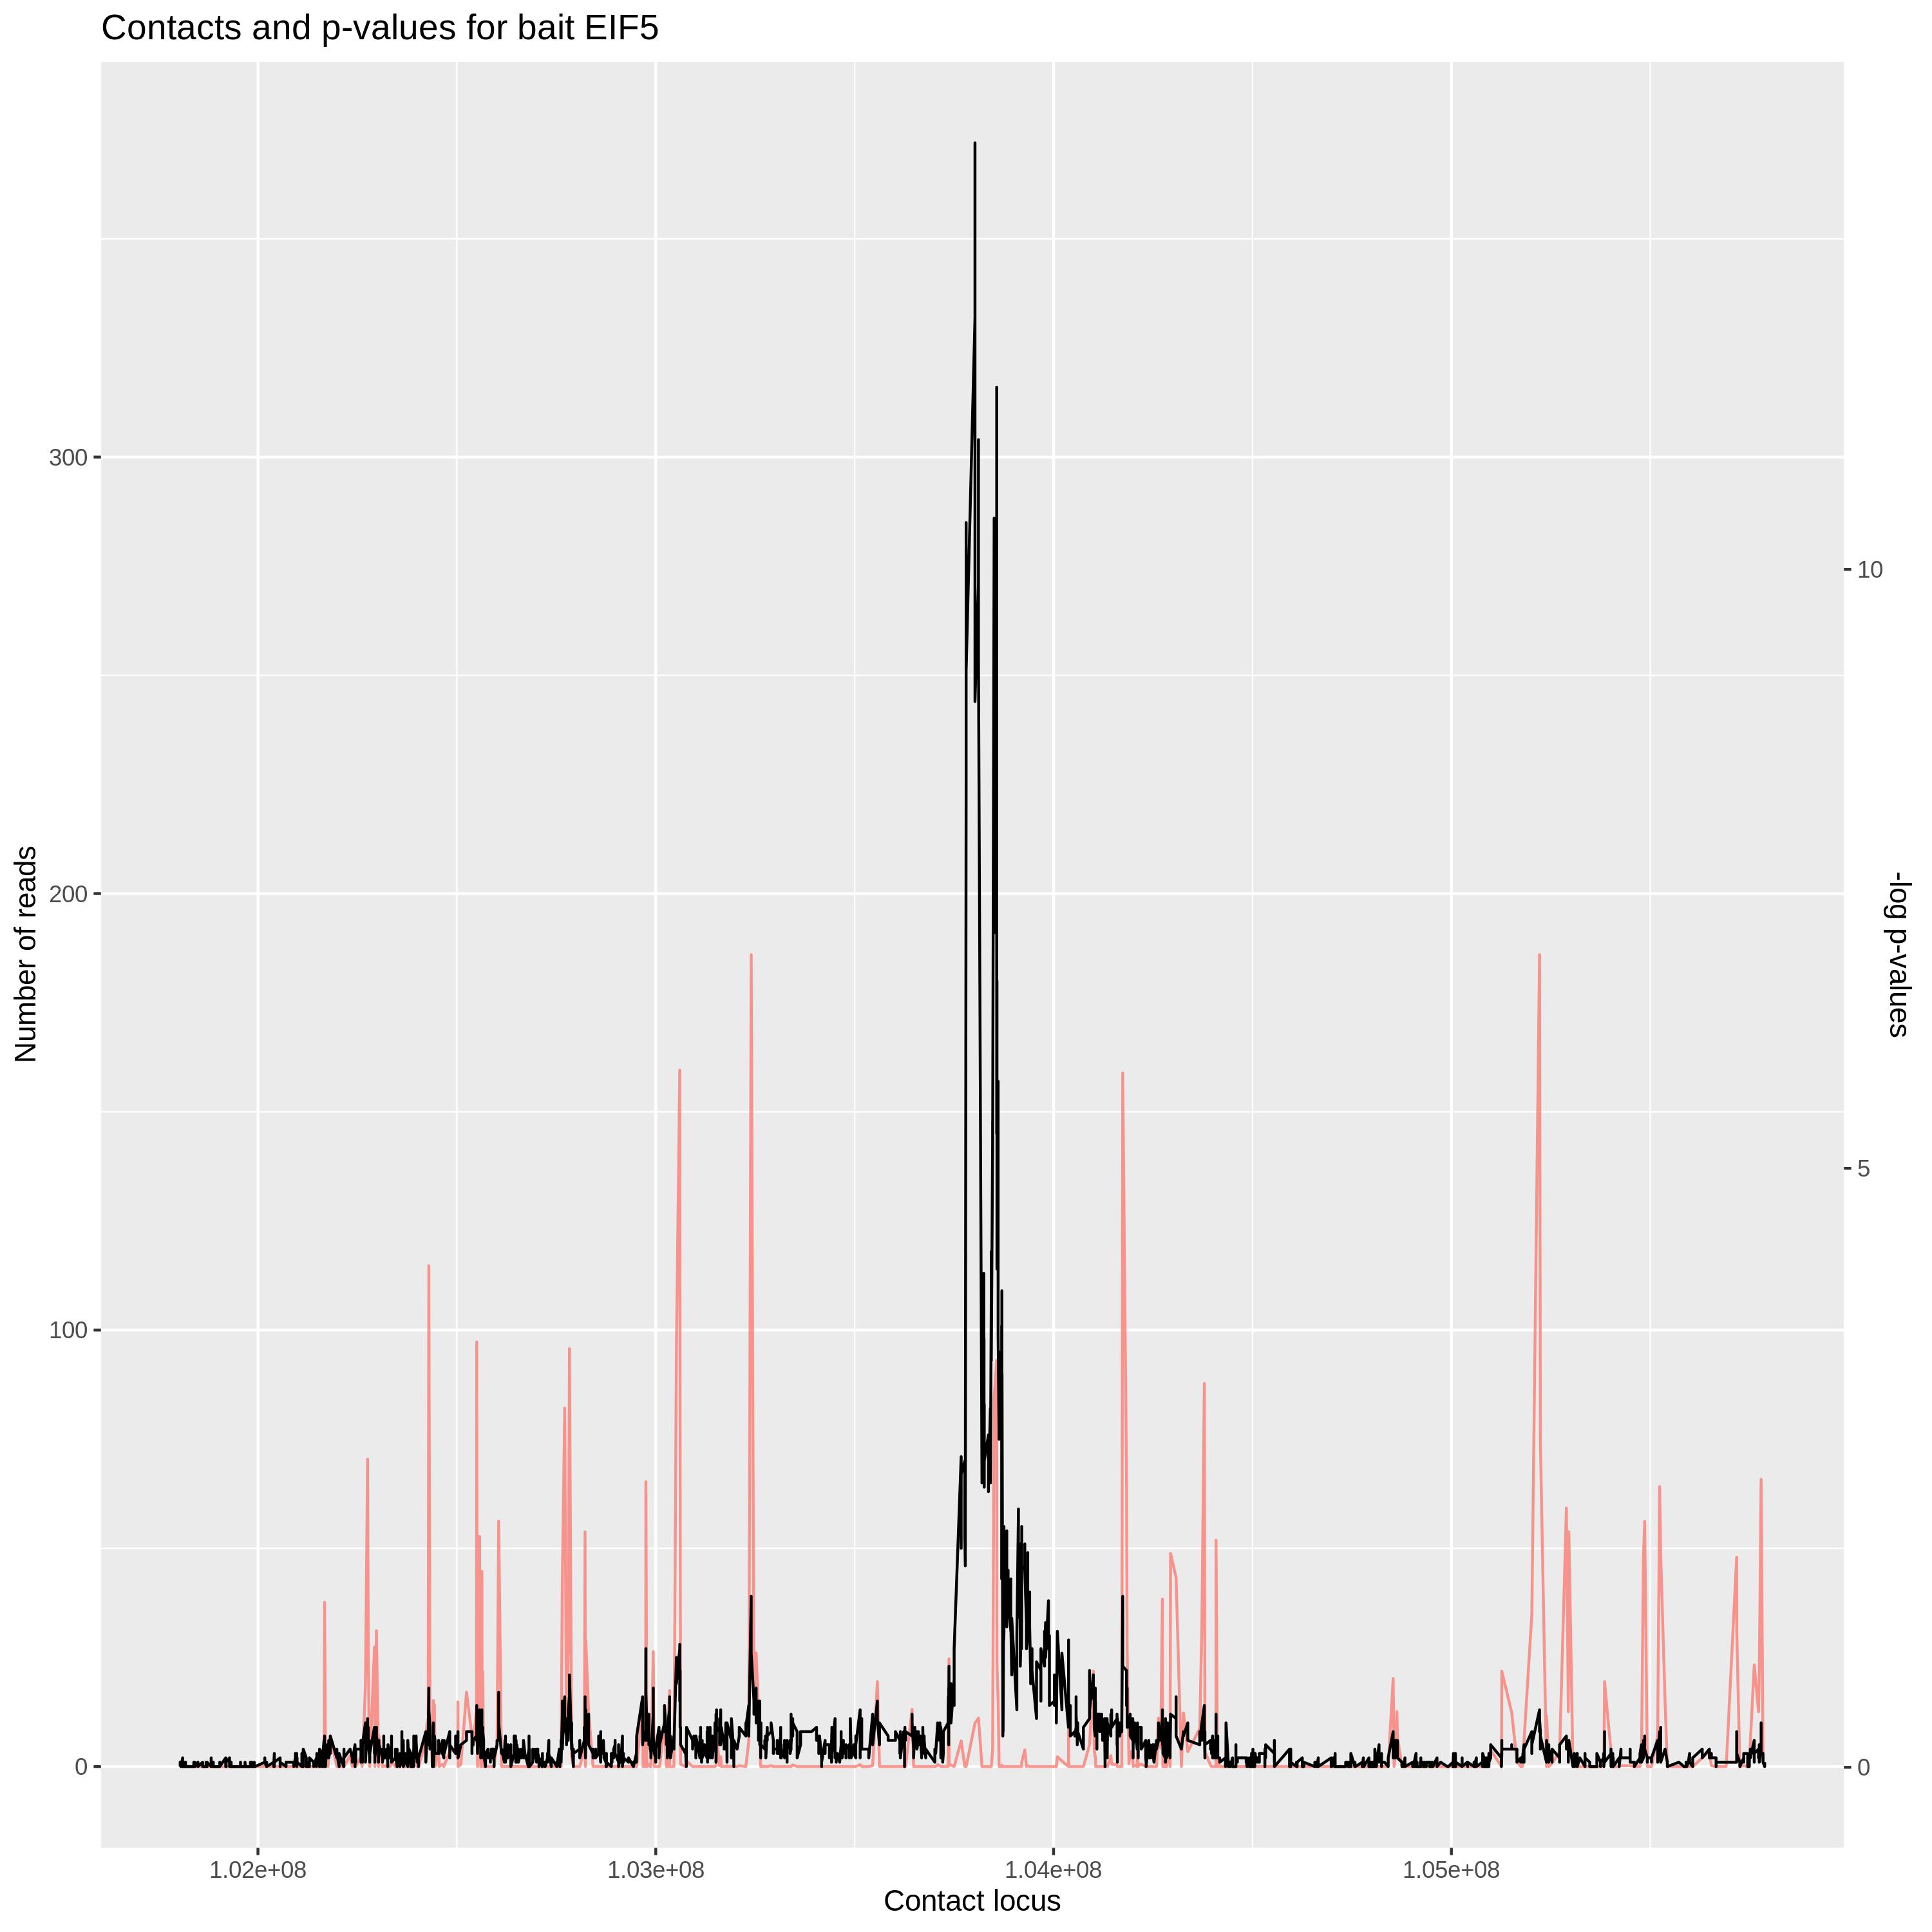 Contacts and p-values for bait EIF5
Number of reads
300
200
100
0
-log p-values
10
5
0
1.02e+08
1.03e+08
1.04e+08
1.05e+08
Contact locus